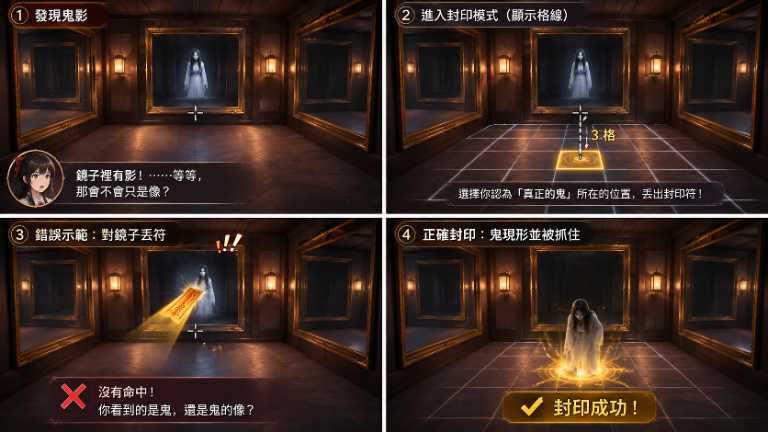 1 發現鬼影
鏡子裡有影！⋯⋯等等，
那會不會只是像？
2 進入封印模式（顯示格線）
3 格
選擇你認為「真正的鬼」所在的位置，丟出封印符！
3 錯誤示範：對鏡子丟符
!!!
沒有命中！
你看到的是鬼，還是鬼的像？
4 正確封印：鬼現形並被抓住
封印成功！